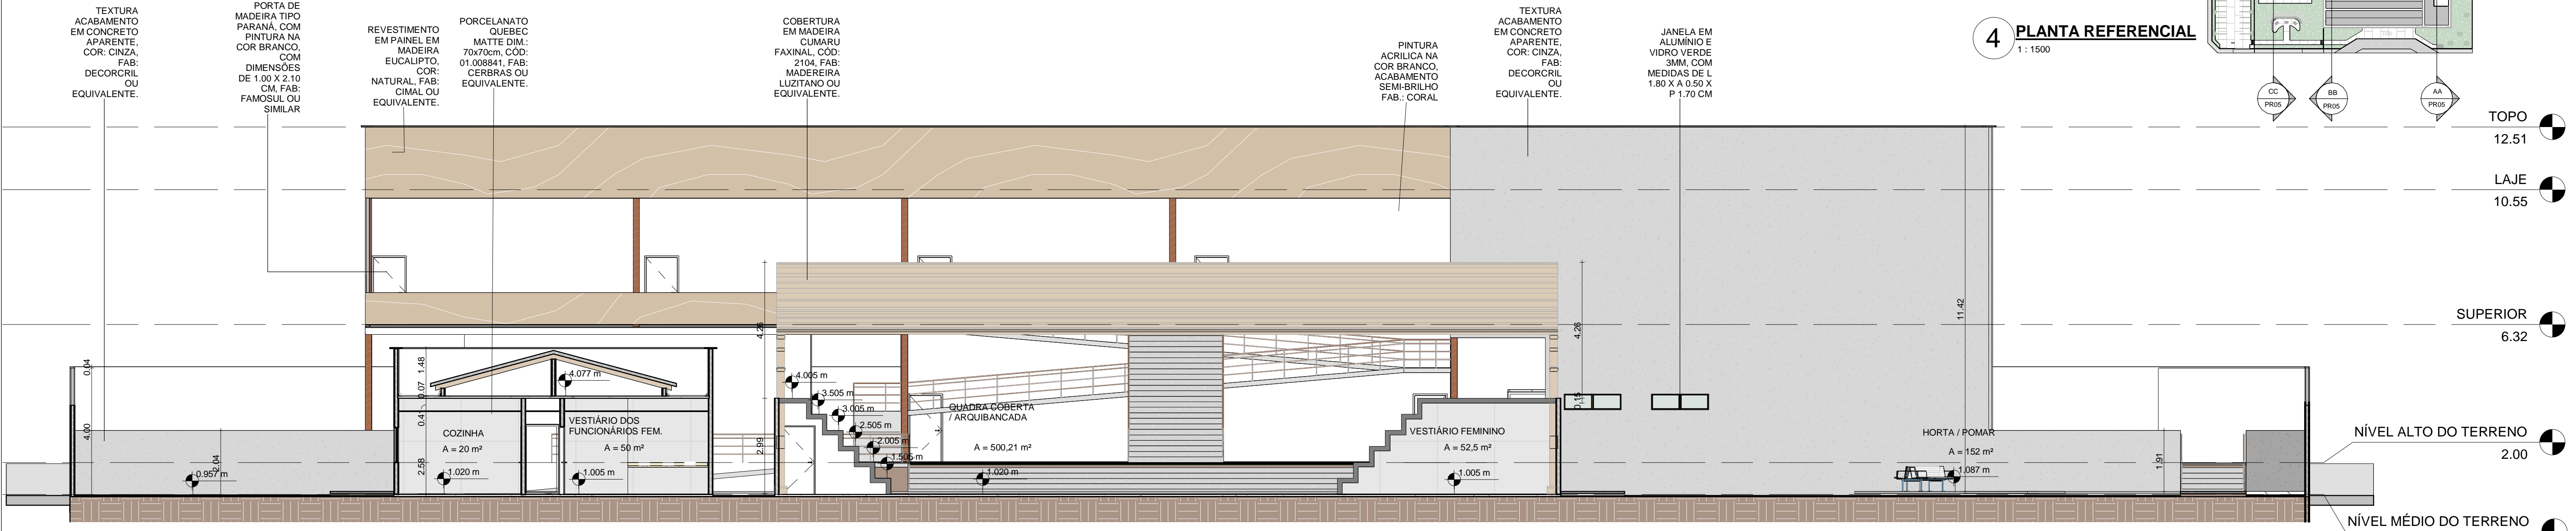 TEXTURA
ACABAMENTO
EM CONCRETO
APARENTE,
COR: CINZA,
FAB:
DECORCRIL
OU
EQUIVALENTE.
PORTA DE
MADEIRA TIPO
PARANÁ, COM
PINTURA NA
COR BRANCO,
COM
DIMENSÕES
DE 1.00 X 2.10
CM, FAB:
FAMOSUL OU
SIMILAR
REVESTIMENTO
EM PAINEL EM
MADEIRA
EUCALIPTO,
COR:
NATURAL, FAB:
CIMAL OU
EQUIVALENTE.
PORCELANATO
QUEBEC
MATTE DIM.:
70x70cm, CÓD:
01.008841, FAB:
CERBRAS OU
EQUIVALENTE.
COBERTURA
EM MADEIRA
CUMARU
FAXINAL, CÓD:
2104, FAB:
MADEREIRA
LUZITANO OU
EQUIVALENTE.
PINTURA
ACRILICA NA
COR BRANCO,
ACABAMENTO
SEMI-BRILHO
FAB.: CORAL
TEXTURA
ACABAMENTO
EM CONCRETO
APARENTE,
COR: CINZA,
FAB:
DECORCRIL
OU
EQUIVALENTE.
JANELA EM
ALUMÍNIO E
VIDRO VERDE
3MM, COM
MEDIDAS DE L
1.80 X A 0.50 X
P 1.70 CM
4 PLANTA REFERENCIAL
1 : 1500
CC
PR05
BB
PR05
AA
PR05
TOPO
12.51
LAJE
10.55
SUPERIOR
6.32
NÍVEL ALTO DO TERRENO
2.00
NÍVEL MÉDIO DO TERRENO
0.04
4.00
2.04
0.957 m
1.48
0.07
0.41
2.58
4.077 m
COZINHA
A = 20 m²
1.020 m
VESTIÁRIO DOS
FUNCIONÁRIOS FEM.
A = 50 m²
1.005 m
4.26
2.99
4.005 m
3.505 m
3.005 m
2.505 m
2.005 m
1.505 m
QUADRA COBERTA
/ ARQUIBANCADA
A = 500,21 m²
1.020 m
VESTIÁRIO FEMININO
A = 52,5 m²
1.005 m
4.26
0.15
11.42
HORTA / POMAR
A = 152 m²
1.087 m
1.91